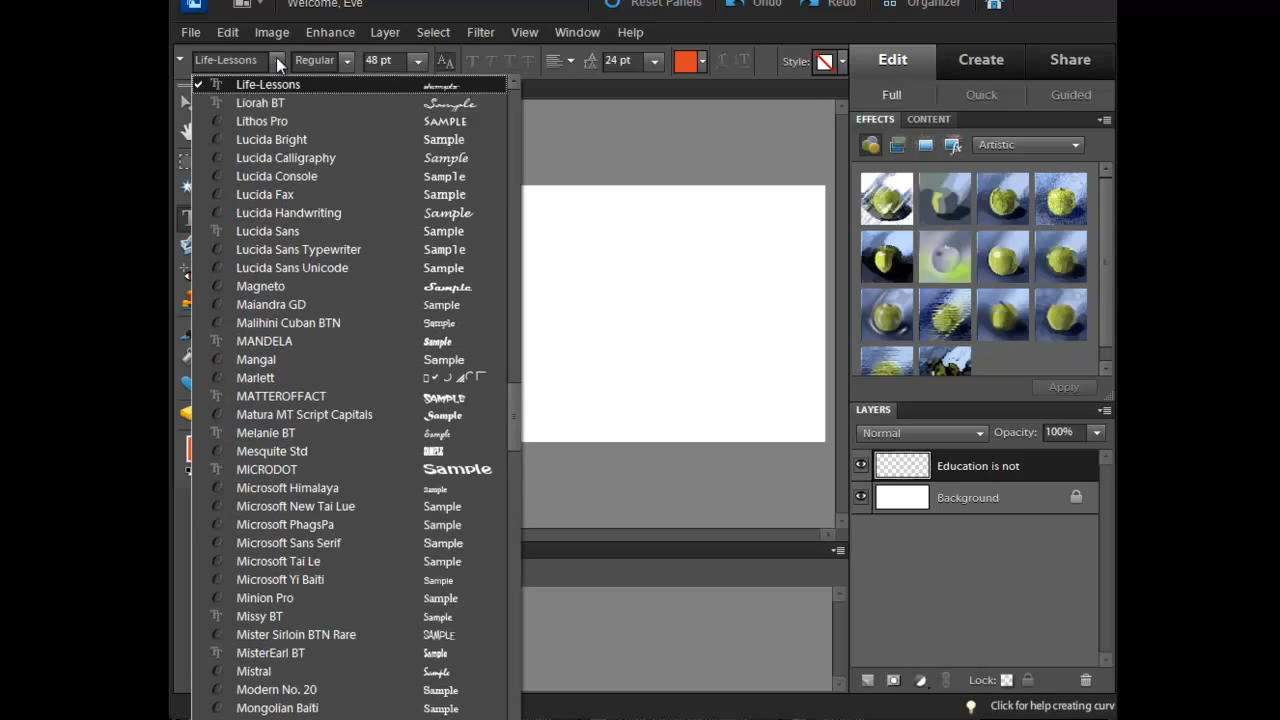 Welcome, Eve
Reset Panels
Undo
Redo
Organizer
File Edit Image Enhance Layer Select Filter View Window Help
Life-Lessons Regular 48 pt 24 pt Style:
Edit Create Share
Full Quick Guided
EFFECTS CONTENT
Artistic
Apply
LAYERS
Normal Opacity: 100%
Education is not
Background
Lock:
Click for help creating curv
Life-Lessons
Liorah BT Sample
Lithos Pro SAMPLE
Lucida Bright Sample
Lucida Calligraphy Sample
Lucida Console Sample
Lucida Fax Sample
Lucida Handwriting Sample
Lucida Sans Sample
Lucida Sans Typewriter Sample
Lucida Sans Unicode Sample
Magneto Sample
Maiandra GD Sample
Malihini Cuban BTN Sample
MANDELA Sample
Mangal Sample
Marlett
MATTEROFFACT SAMPLE
Matura MT Script Capitals Sample
Melanie BT Sample
Mesquite Std SAMPLE
MICRODOT Sample
Microsoft Himalaya Sample
Microsoft New Tai Lue Sample
Microsoft PhagsPa Sample
Microsoft Sans Serif Sample
Microsoft Tai Le Sample
Microsoft Yi Baiti Sample
Minion Pro Sample
Missy BT Sample
Mister Sirloin BTN Rare SAMPLE
MisterEarl BT Sample
Mistral Sample
Modern No. 20 Sample
Mongolian Baiti Sample